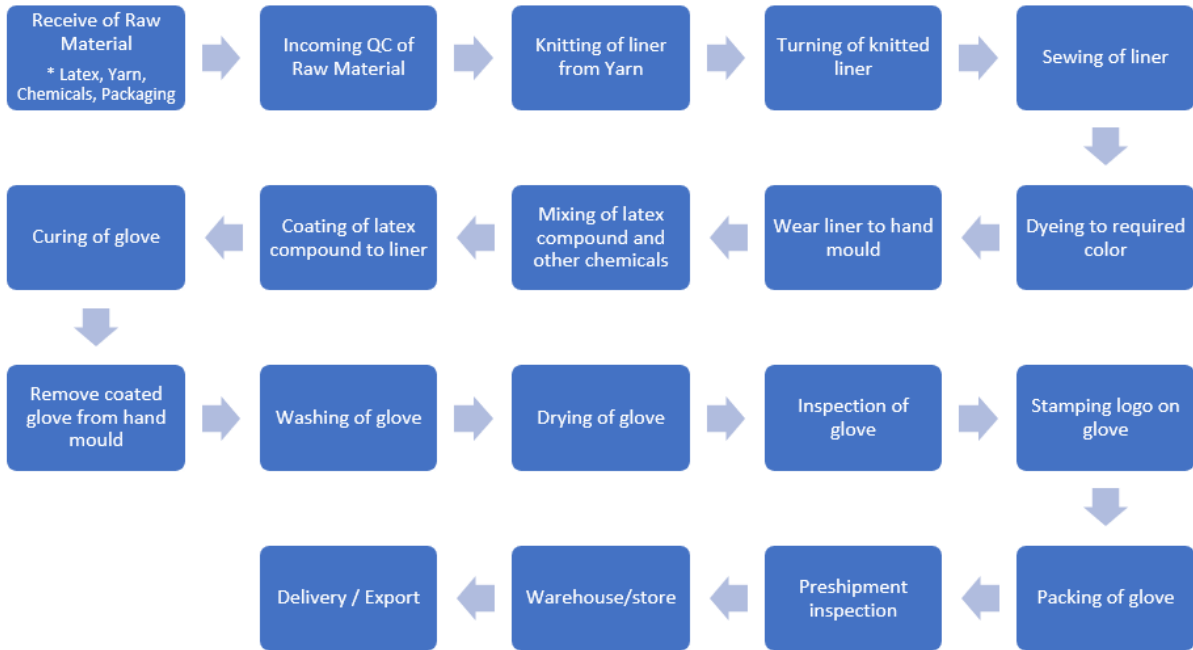 Receive of Raw
Material
* Latex, Yarn,
Chemicals, Packaging
Incoming QC of
Raw Material
Knitting of liner
from Yarn
Turning of knitted
liner
Sewing of liner
Dyeing to required
color
Wear liner to hand
mould
Mixing of latex
compound and
other chemicals
Coating of latex
compound to liner
Curing of glove
Remove coated
glove from hand
mould
Washing of glove
Drying of glove
Inspection of
glove
Stamping logo on
glove
Packing of glove
Preshipment
inspection
Warehouse/store
Delivery / Export